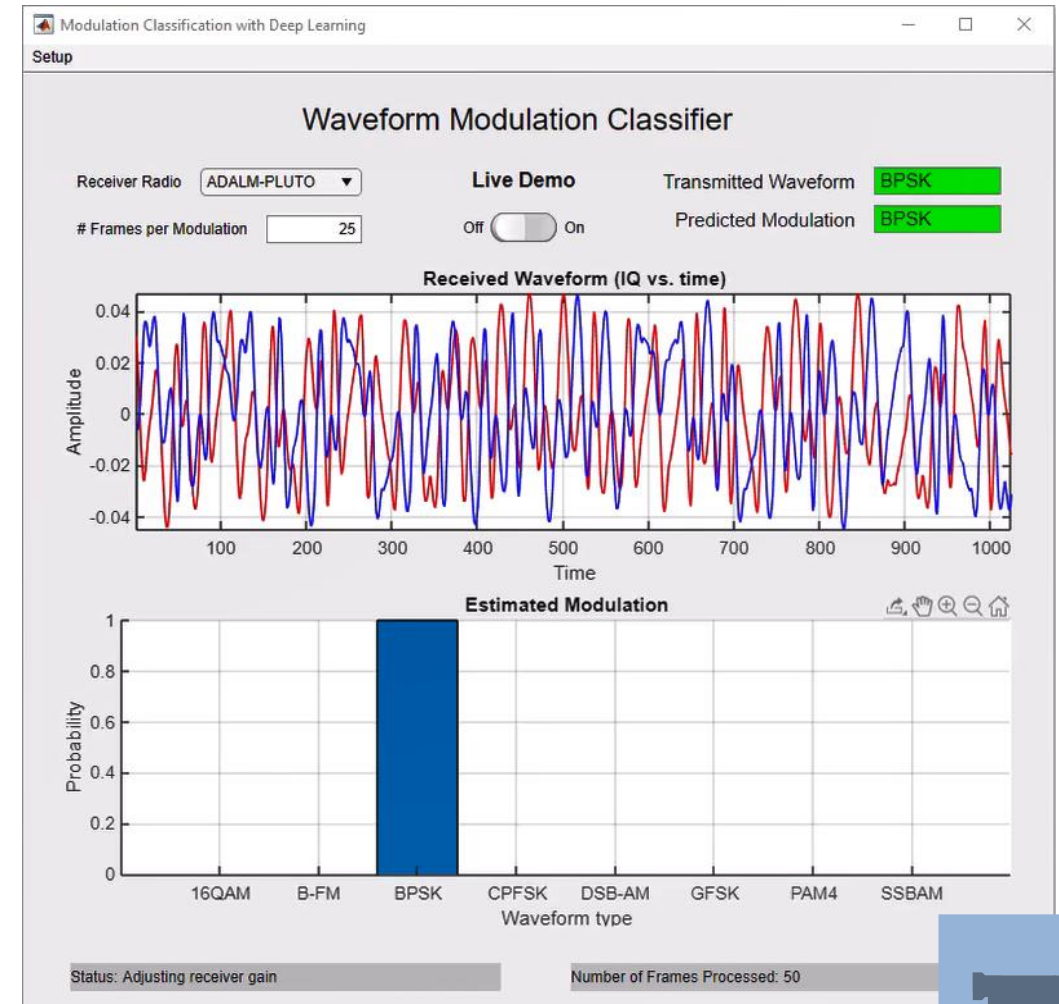 Modulation Classification with Deep Learning
Setup
Waveform Modulation Classifier
Receiver Radio ADALM-PLUTO Live Demo Transmitted Waveform BPSK
# Frames per Modulation 25 Off On Predicted Modulation BPSK
Received Waveform (IQ vs. time)
Amplitude
0.04
0.02
0
-0.02
-0.04
100 200 300 400 500 600 700 800 900 1000
Time
Estimated Modulation
Probability
1
0.8
0.6
0.4
0.2
0
16QAM B-FM BPSK CPFSK DSB-AM GFSK PAM4 SSBAM
Waveform type
Status: Adjusting receiver gain Number of Frames Processed: 50